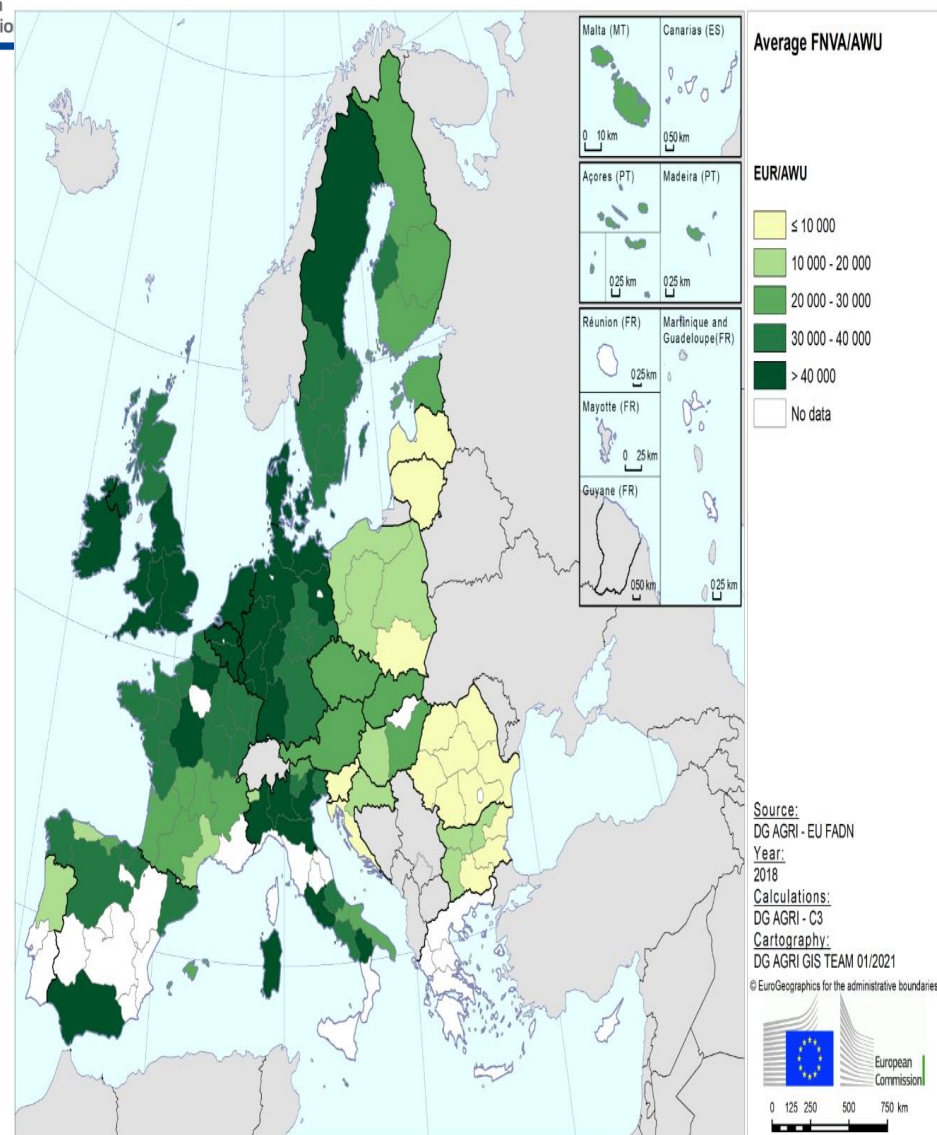 Malta (MT)
Canarias (ES)
0 10 km
0 50 km
Açores (PT)
Madeira (PT)
0 25 km
0 25 km
Réunion (FR)
Martinique and
Guadeloupe(FR)
0 25 km
Mayotte (FR)
0 25 km
Guyane (FR)
0 50 km
0 25 km
Average FNVA/AWU
EUR/AWU
≤ 10 000
10 000 - 20 000
20 000 - 30 000
30 000 - 40 000
> 40 000
No data
Source:
DG AGRI - EU FADN
Year:
2018
Calculations:
DG AGRI - C3
Cartography:
DG AGRI GIS TEAM 01/2021
© EuroGeographics for the administrative boundaries
European
Commission
0 125 250 500 750 km